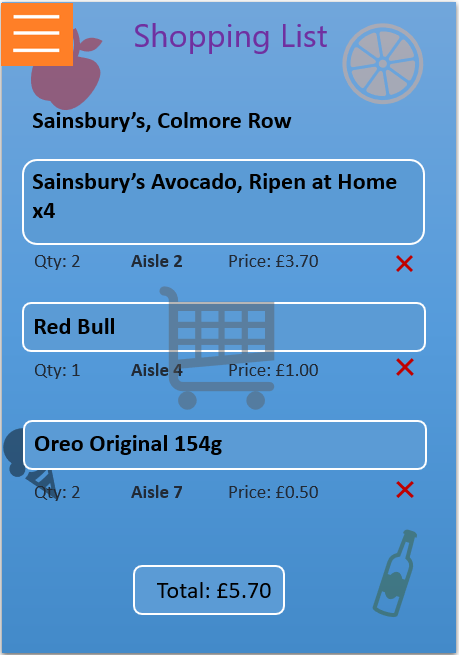 Shopping List
Sainsbury’s, Colmore Row
Sainsbury’s Avocado, Ripen at Home
x4
Qty: 2 Aisle 2 Price: £3.70
Red Bull
Qty: 1 Aisle 4 Price: £1.00
Oreo Original 154g
Qty: 2 Aisle 7 Price: £0.50
Total: £5.70